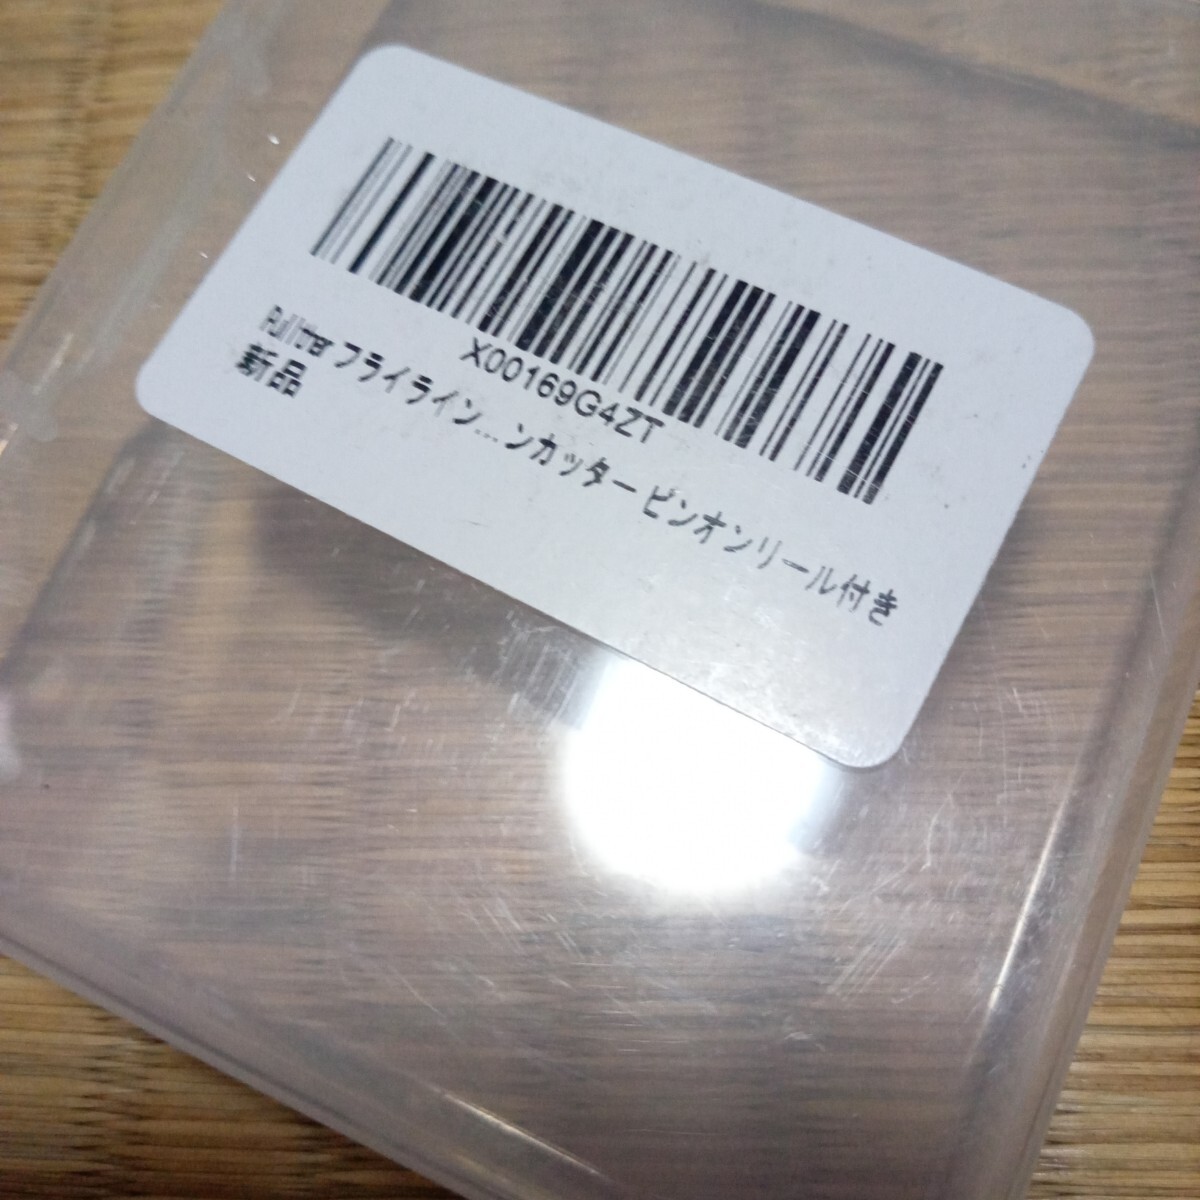 X00169G4ZT
フライライン...ンカッター ピンオンリール付き
新品